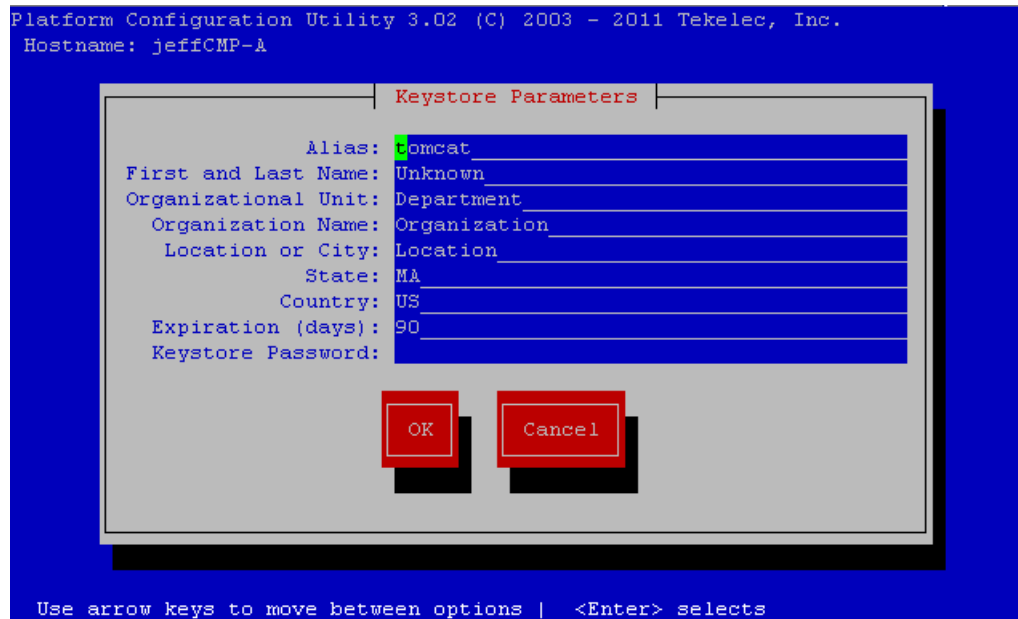 Platform Configuration Utility 3.02 (C) 2003 - 2011 Tekelec, Inc.
Hostname: jeffCMP-A
Keystore Parameters
Alias: tomcat
First and Last Name: Unknown
Organizational Unit: Department
Organization Name: Organization
Location or City: Location
State: MA
Country: US
Expiration (days): 90
Keystore Password:
OK Cancel
Use arrow keys to move between options | <Enter> selects